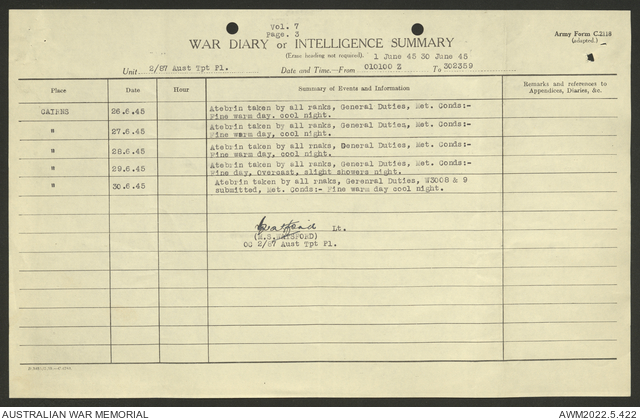 Vol. 7
Page. 3
Army Form C.2118
(adapted.)
WAR DIARY or INTELLIGENCE SUMMARY
(Erase heading not required). 1 June 45 30 June 45
Unit 2/87 Aust Tpt Pl. Date and Time.—From 010100 Z To 302359
Place Date Hour Summary of Events and Information Remarks and references to
Appendices, Diaries, &c.
CAIRNS 26.6.45 Atebrin taken by all ranks, General Duties, Met. Conds:-
Fine warm day, cool night.
" 27.6.45 Atebrin taken by all ranks, General Duties, Met. Conds:-
Fine warm day, cool night.
" 28.6.45 Atebrin taken by all rnaks, General Duties, Met. Conds:-
Fine warm day, cool night.
" 29.6.45 Atebrin taken by all ranks, General Duties, Met. Conds:-
Fine day, Overcast, slight showers night.
" 30.6.45 Atebrin taken by all rnaks, Gerenral Duties, W3008 & 9
submitted, Met. Conds:- Fine warm day cool night.
Lt.
OC 2/87 Aust Tpt Pl.
AUSTRALIAN WAR MEMORIAL AWM2022.5.422